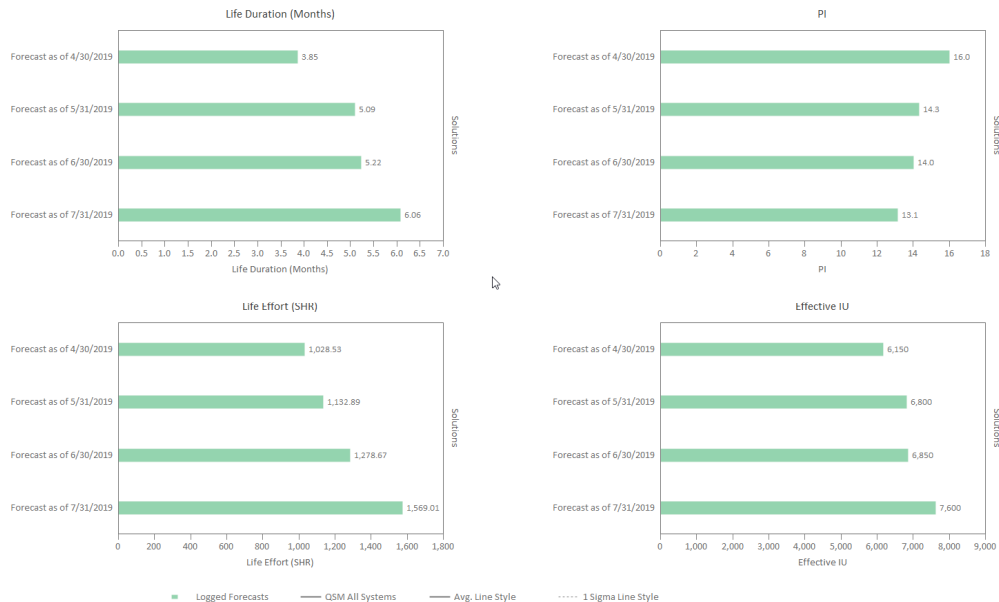 Life Duration (Months)
Forecast as of 4/30/2019
3.85
Forecast as of 5/31/2019
5.09
Forecast as of 6/30/2019
5.22
Forecast as of 7/31/2019
6.06
Solutions
0.0 0.5 1.0 1.5 2.0 2.5 3.0 3.5 4.0 4.5 5.0 5.5 6.0 6.5 7.0
Life Duration (Months)
PI
Forecast as of 4/30/2019
16.0
Forecast as of 5/31/2019
14.3
Forecast as of 6/30/2019
14.0
Forecast as of 7/31/2019
13.1
Solutions
0 2 4 6 8 10 12 14 16 18
PI
Life Effort (SHR)
Forecast as of 4/30/2019
1,028.53
Forecast as of 5/31/2019
1,132.89
Forecast as of 6/30/2019
1,278.67
Forecast as of 7/31/2019
1,569.01
Solutions
0 200 400 600 800 1,000 1,200 1,400 1,600 1,800
Life Effort (SHR)
Effective IU
Forecast as of 4/30/2019
6,150
Forecast as of 5/31/2019
6,800
Forecast as of 6/30/2019
6,850
Forecast as of 7/31/2019
7,600
Solutions
0 1,000 2,000 3,000 4,000 5,000 6,000 7,000 8,000 9,000
Effective IU
Logged Forecasts QSM All Systems Avg. Line Style 1 Sigma Line Style